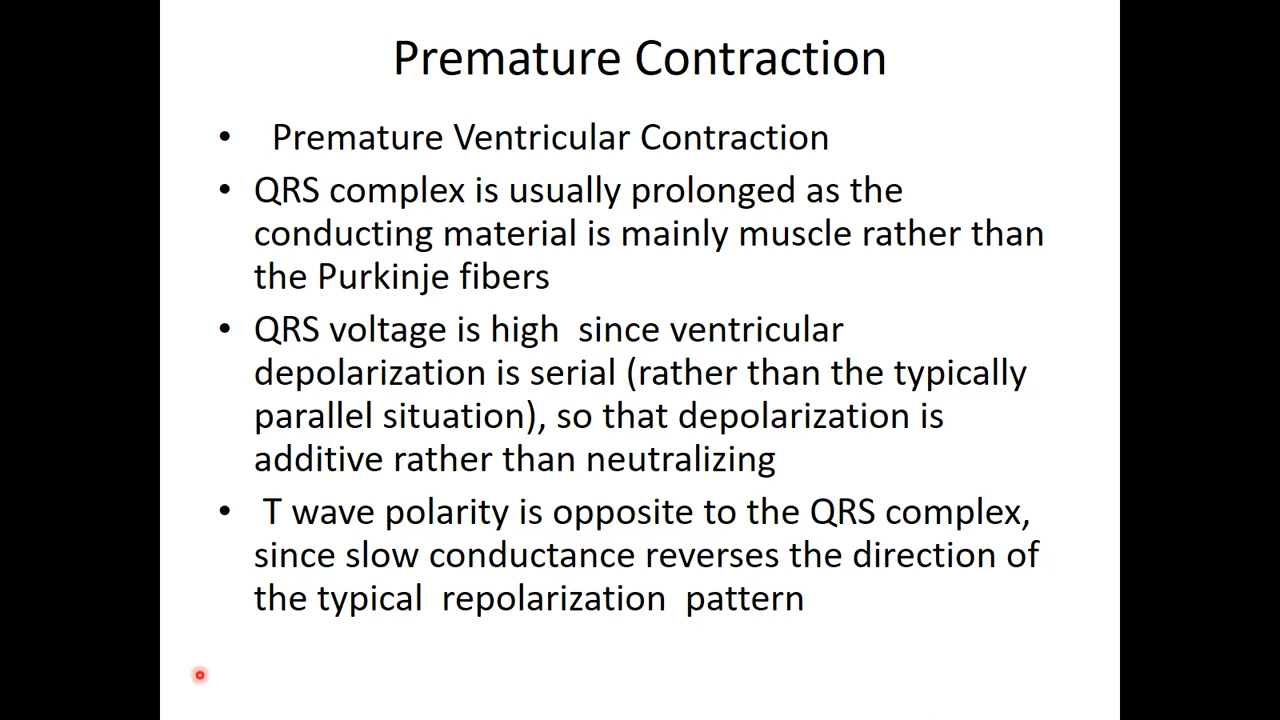 Premature Contraction
• Premature Ventricular Contraction
• QRS complex is usually prolonged as the
conducting material is mainly muscle rather than
the Purkinje fibers
• QRS voltage is high since ventricular
depolarization is serial (rather than the typically
parallel situation), so that depolarization is
additive rather than neutralizing
• T wave polarity is opposite to the QRS complex,
since slow conductance reverses the direction of
the typical repolarization pattern